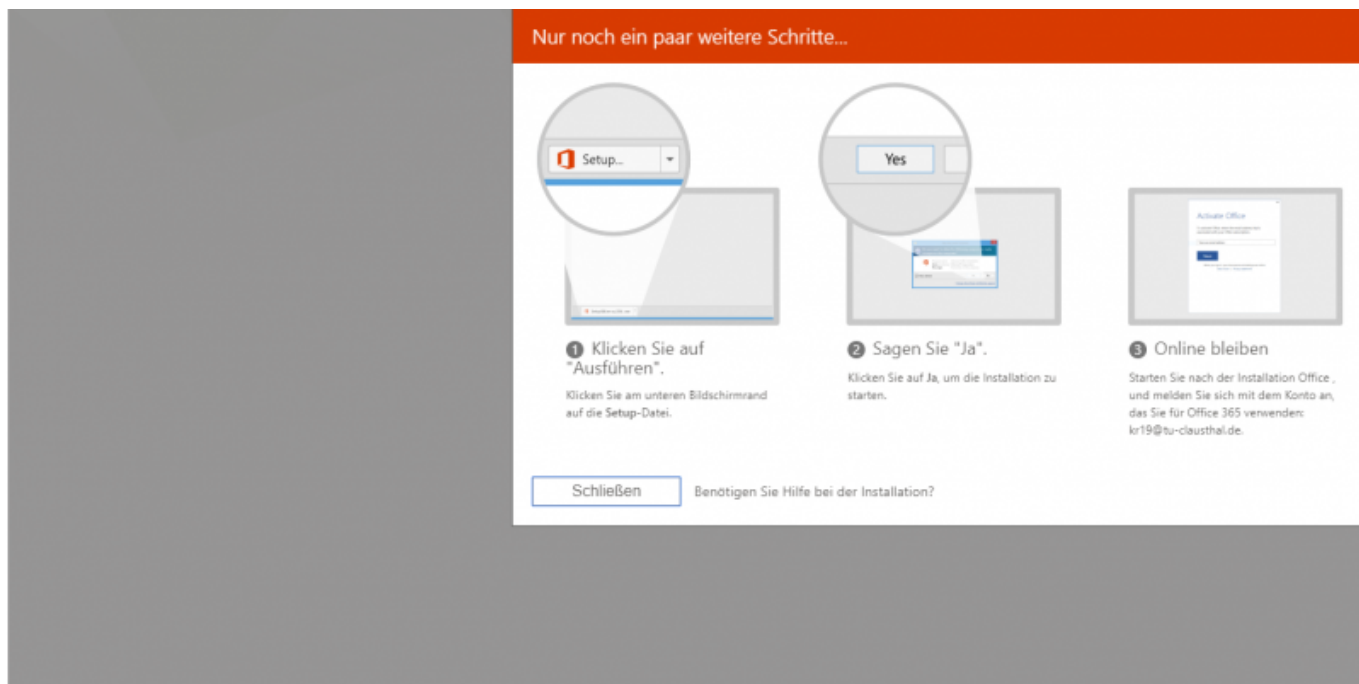 Nur noch ein paar weitere Schritte...
Setup...
Yes
Activate Office
1 Klicken Sie auf
"Ausführen".
Klicken Sie am unteren Bildschirmrand
auf die Setup-Datei.
2 Sagen Sie "Ja".
Klicken Sie auf Ja, um die Installation zu
starten.
3 Online bleiben
Starten Sie nach der Installation Office ,
und melden Sie sich mit dem Konto an,
das Sie für Office 365 verwenden:
kr19@tu-clausthal.de.
Schließen
Benötigen Sie Hilfe bei der Installation?